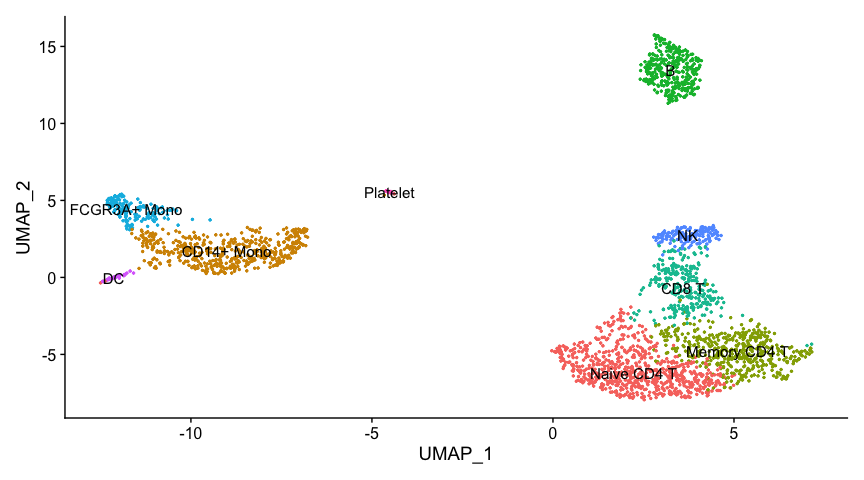 15
B
10
5
Platelet
FCGR3A+ Mono
NK
CD14+ Mono
0
DC
CD8 T
-5
Memory CD4 T
Naive CD4 T
-10
-5
0
5
UMAP_1
UMAP_2